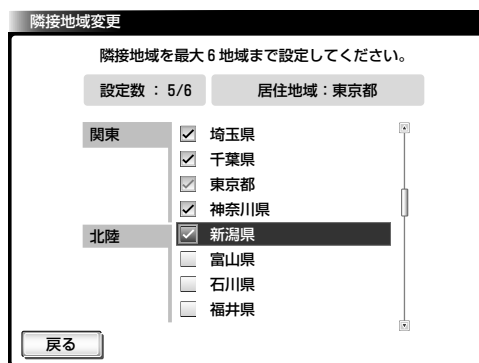 隣接地域変更
隣接地域を最大6地域まで設定してください。
設定数 : 5/6 居住地域:東京都
関東 埼玉県
千葉県
東京都
神奈川県
北陸 新潟県
富山県
石川県
福井県
戻る